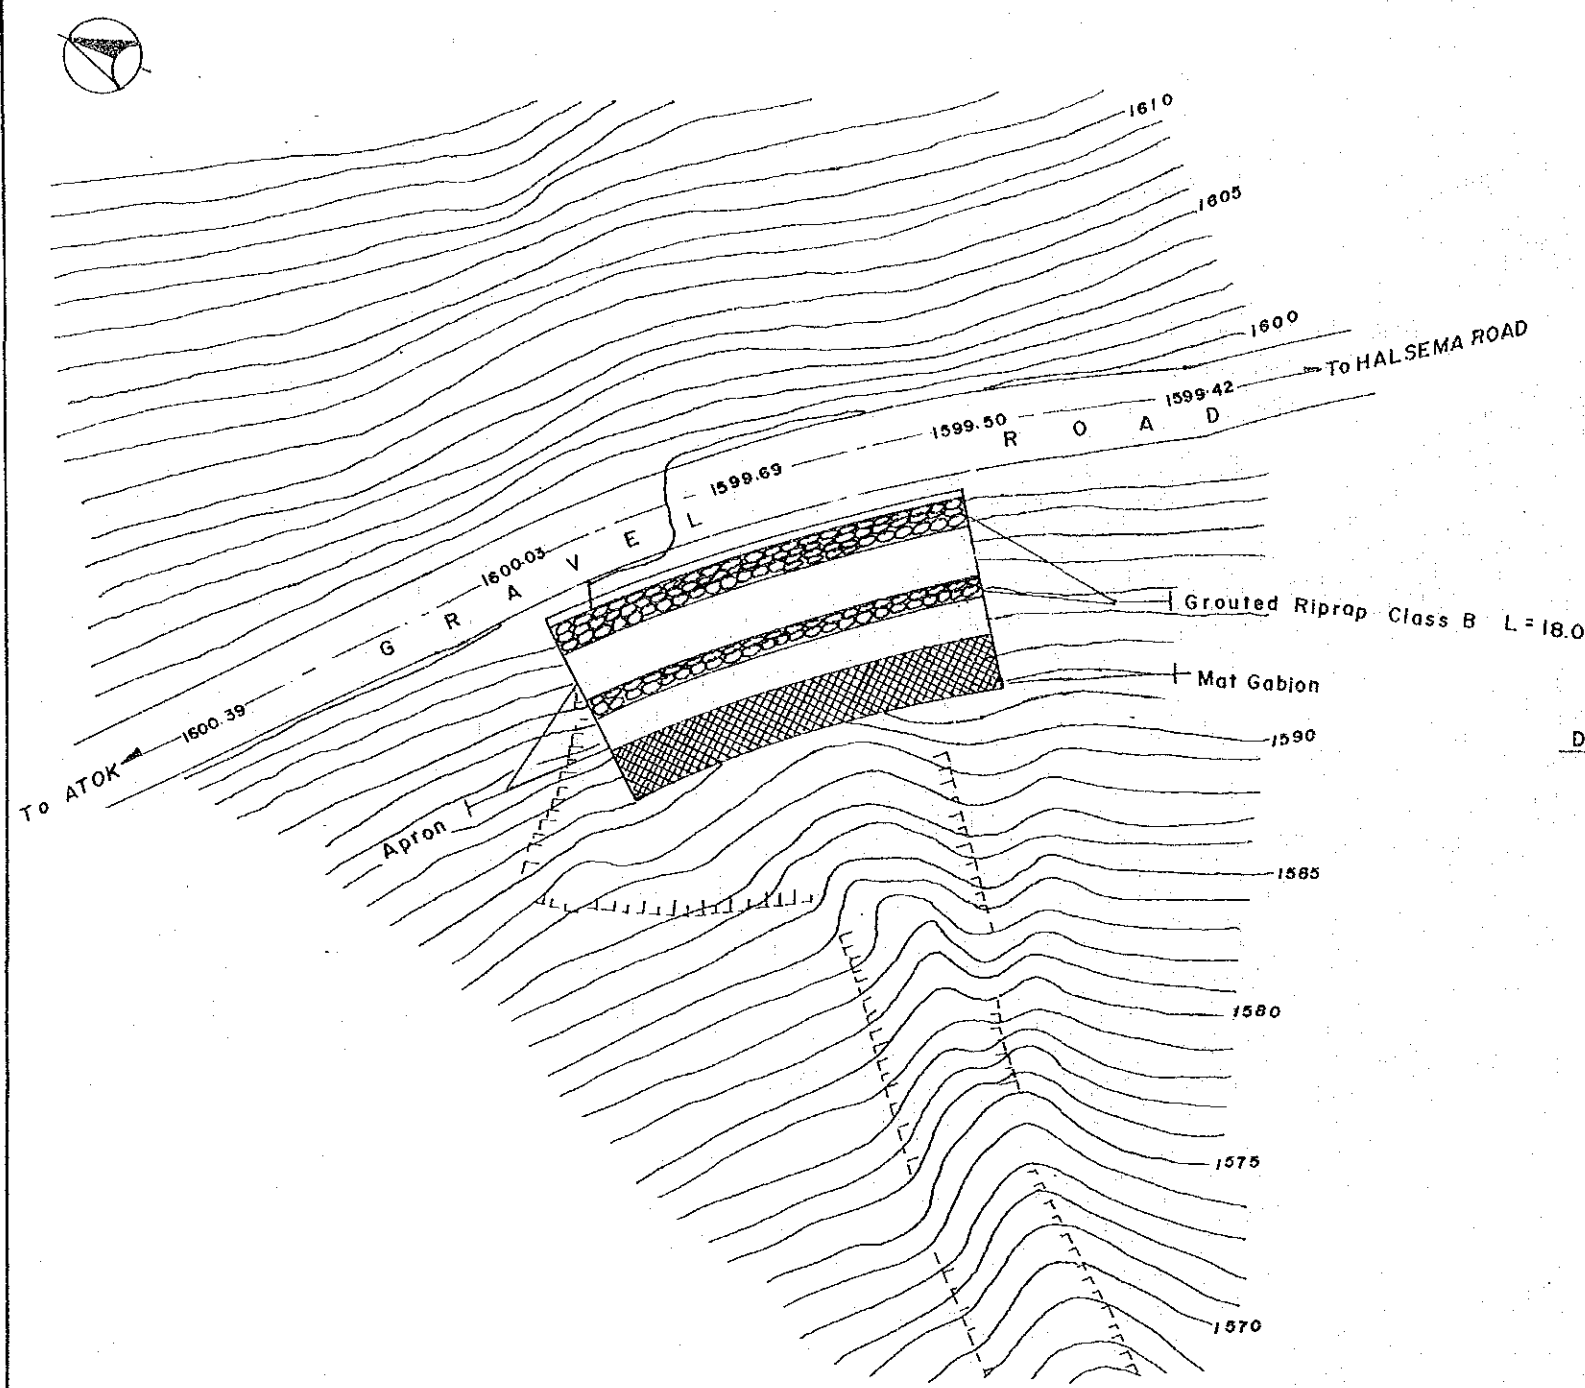 1610
1605
1600
To HALSEMA ROAD
1599.42
1599.50
R O A D
1599.69
1600.03
G R A V E L
1600.39
To ATOK
Grouted Riprap Class B L = 18.0
Mat Gabion
1590
D
Apron
1585
1580
1575
1570